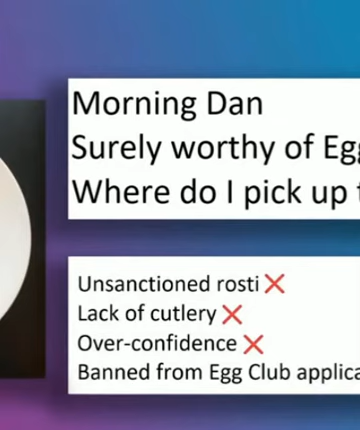 Morning Dan
Surely worthy of Egg
Where do I pick up
Unsanctioned rosti ❌
Lack of cutlery ❌
Over-confidence ❌
Banned from Egg Club